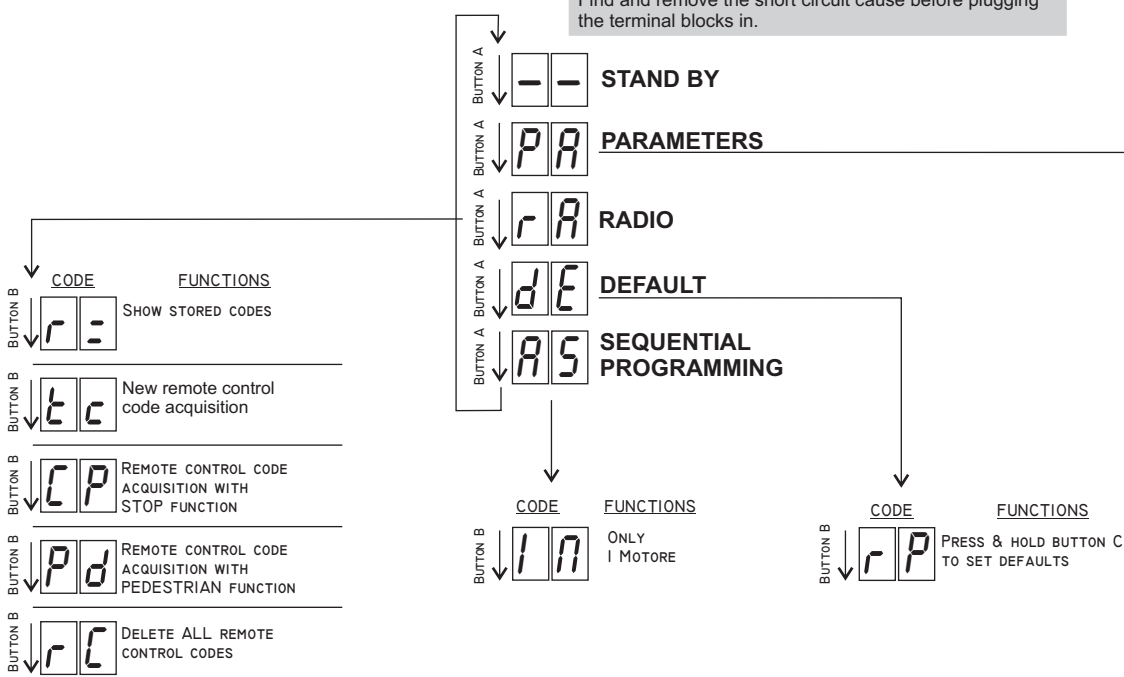 Find and remove the short circuit cause before plugging
the terminal blocks in.
BUTTON A
-- STAND BY
BUTTON A
PA PARAMETERS
BUTTON A
rA RADIO
BUTTON A
dE DEFAULT
BUTTON A
AS SEQUENTIAL
PROGRAMMING
CODE FUNCTIONS
BUTTON B
r= SHOW STORED CODES
BUTTON B
tc New remote control
code acquisition
BUTTON B
CP REMOTE CONTROL CODE
ACQUISITION WITH
STOP FUNCTION
BUTTON B
Pd REMOTE CONTROL CODE
ACQUISITION WITH
PEDESTRIAN FUNCTION
BUTTON B
rC DELETE ALL REMOTE
CONTROL CODES
CODE FUNCTIONS
BUTTON B
1n ONLY
1 MOTORE
CODE FUNCTIONS
BUTTON B
rP PRESS & HOLD BUTTON C
TO SET DEFAULTS